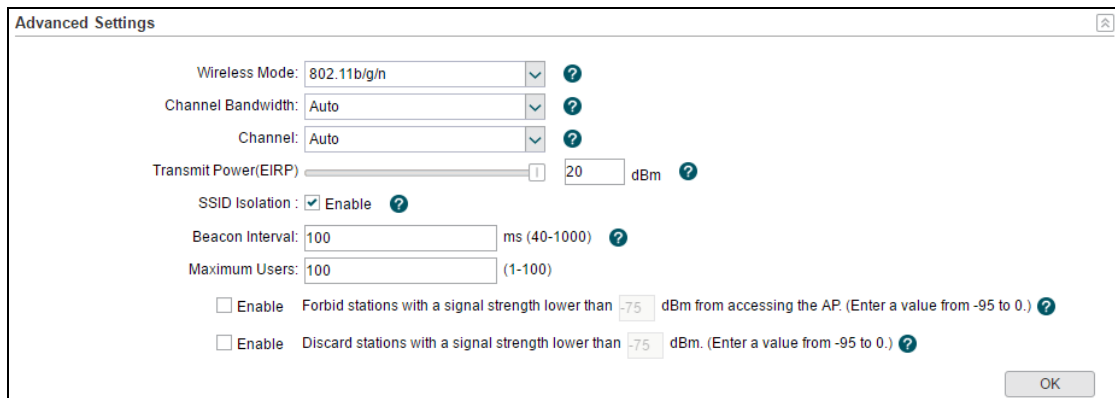 Advanced Settings
Wireless Mode: 802.11b/g/n ?
Channel Bandwidth: Auto ?
Channel: Auto ?
Transmit Power(EIRP) 20 dBm ?
SSID Isolation : Enable ?
Beacon Interval: 100 ms (40-1000) ?
Maximum Users: 100 (1-100)
Enable Forbid stations with a signal strength lower than -75 dBm from accessing the AP. (Enter a value from -95 to 0.) ?
Enable Discard stations with a signal strength lower than -75 dBm. (Enter a value from -95 to 0.) ?
OK